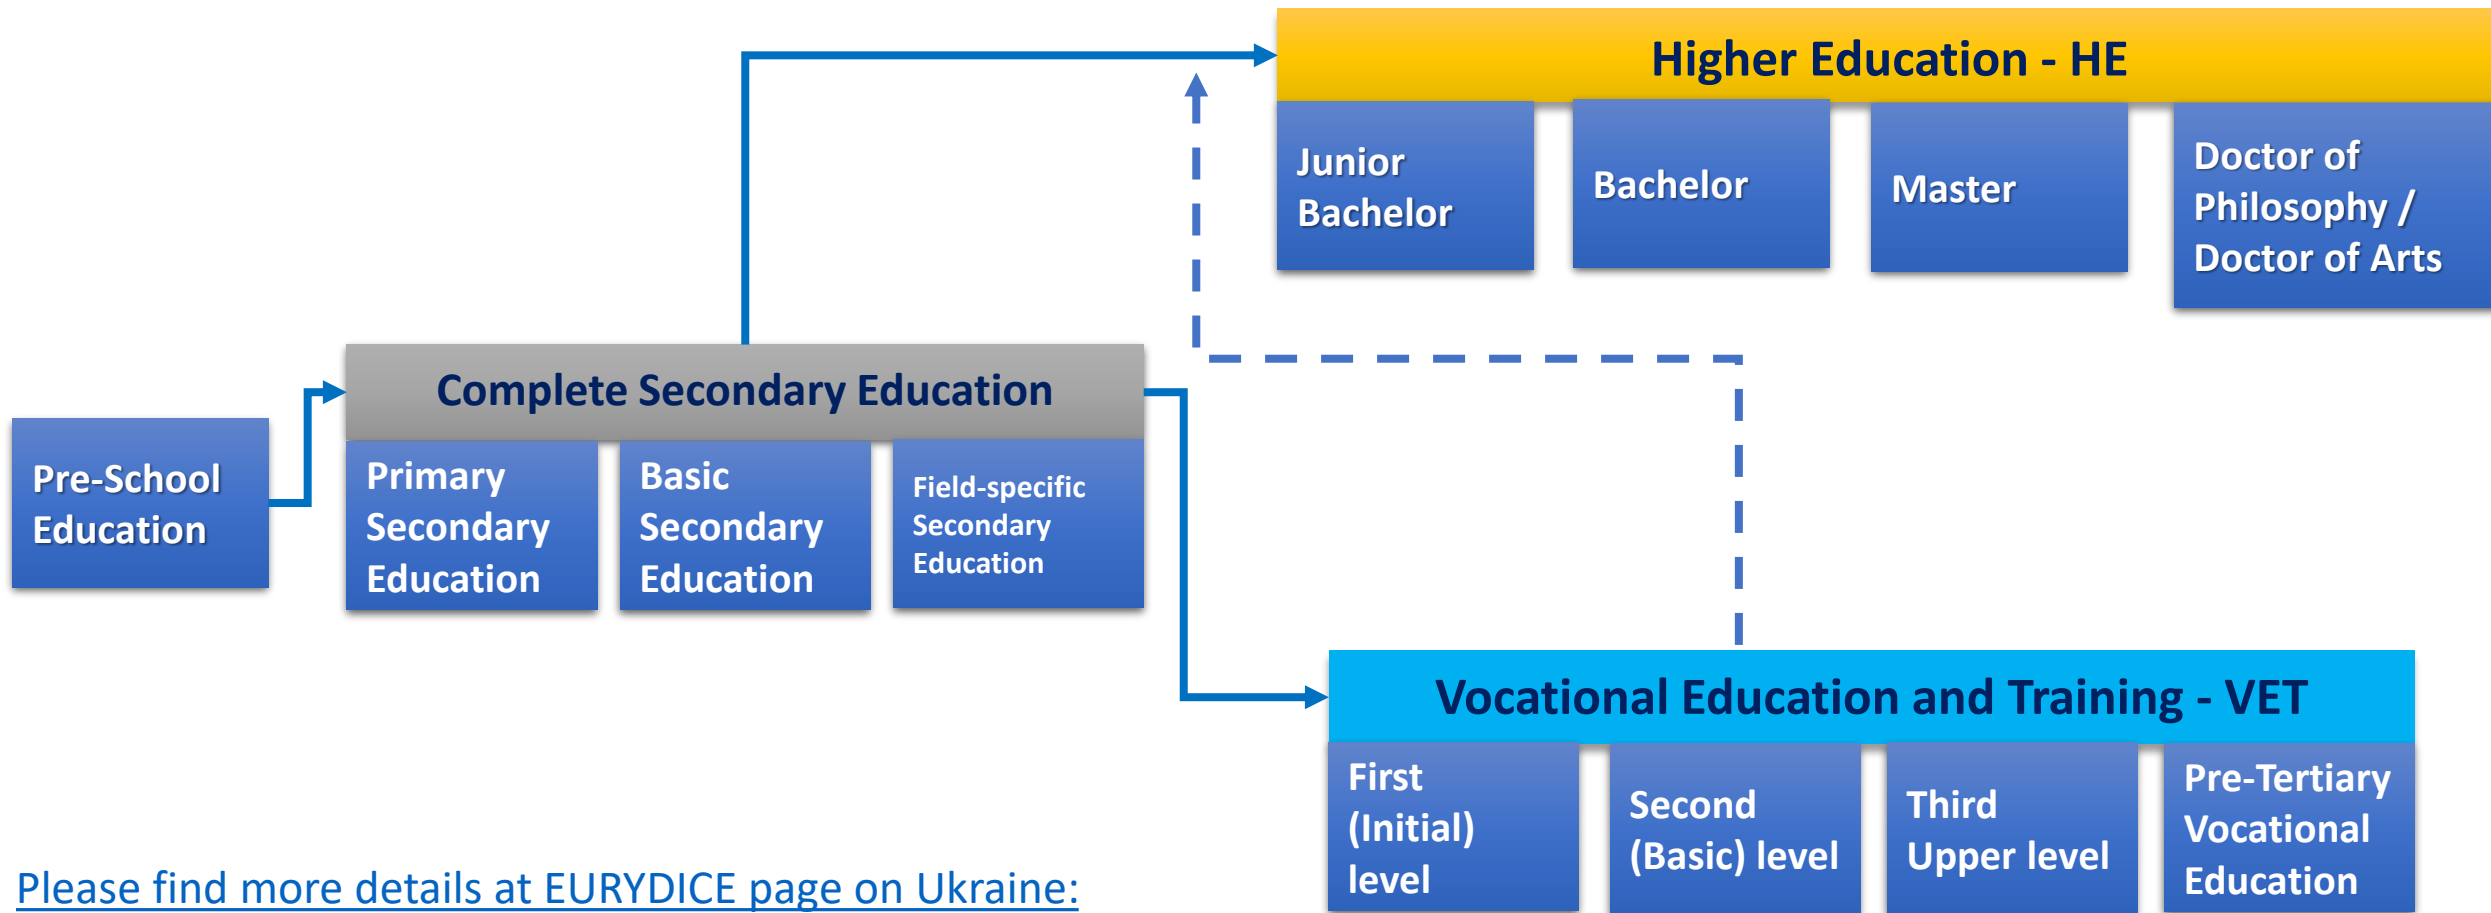 Higher Education - HE
Junior
Bachelor
Bachelor
Master
Doctor of
Philosophy /
Doctor of Arts
Complete Secondary Education
Pre-School
Education
Primary
Secondary
Education
Basic
Secondary
Education
Field-specific
Secondary
Education
Vocational Education and Training - VET
First
(Initial)
level
Second
(Basic) level
Third
Upper level
Pre-Tertiary
Vocational
Education
Please find more details at EURYDICE page on Ukraine: